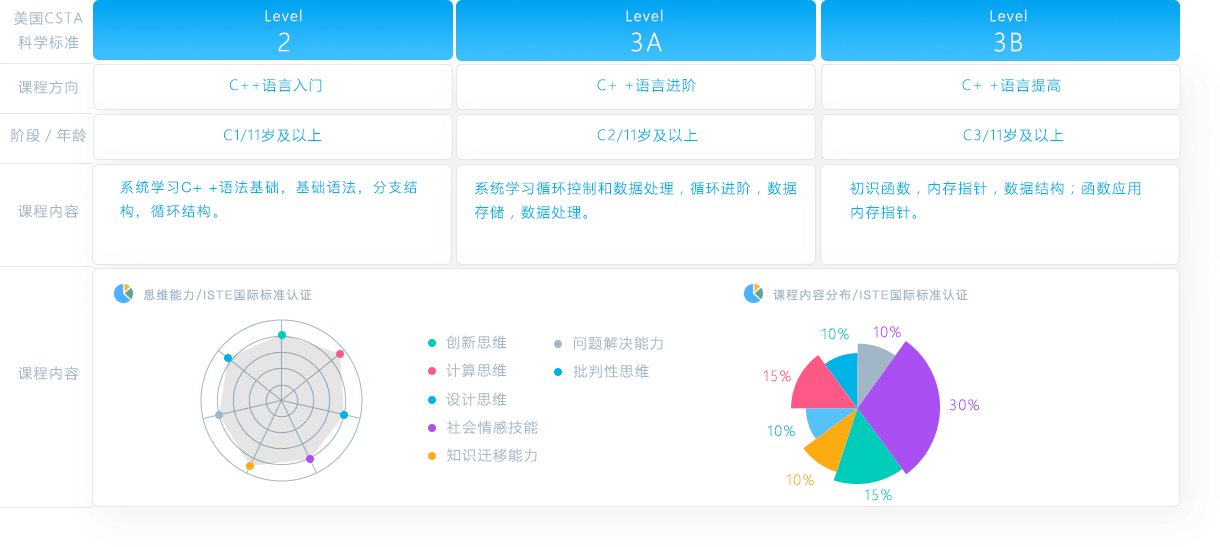 美国CSTA
科学标准
Level
2
Level
3A
Level
3B
课程方向
C++语言入门
C+ +语言进阶
C+ +语言提高
阶段 / 年龄
C1/11岁及以上
C2/11岁及以上
C3/11岁及以上
课程内容
系统学习C+ +语法基础，基础语法，分支结
构，循环结构。
系统学习循环控制和数据处理，循环进阶，数据
存储，数据处理。
初识函数，内存指针，数据结构；函数应用
内存指针。
课程内容
思维能力/ISTE国际标准认证
创新思维
计算思维
设计思维
社会情感技能
知识迁移能力
问题解决能力
批判性思维
课程内容分布/ISTE国际标准认证
10%
10%
15%
30%
10%
10%
15%